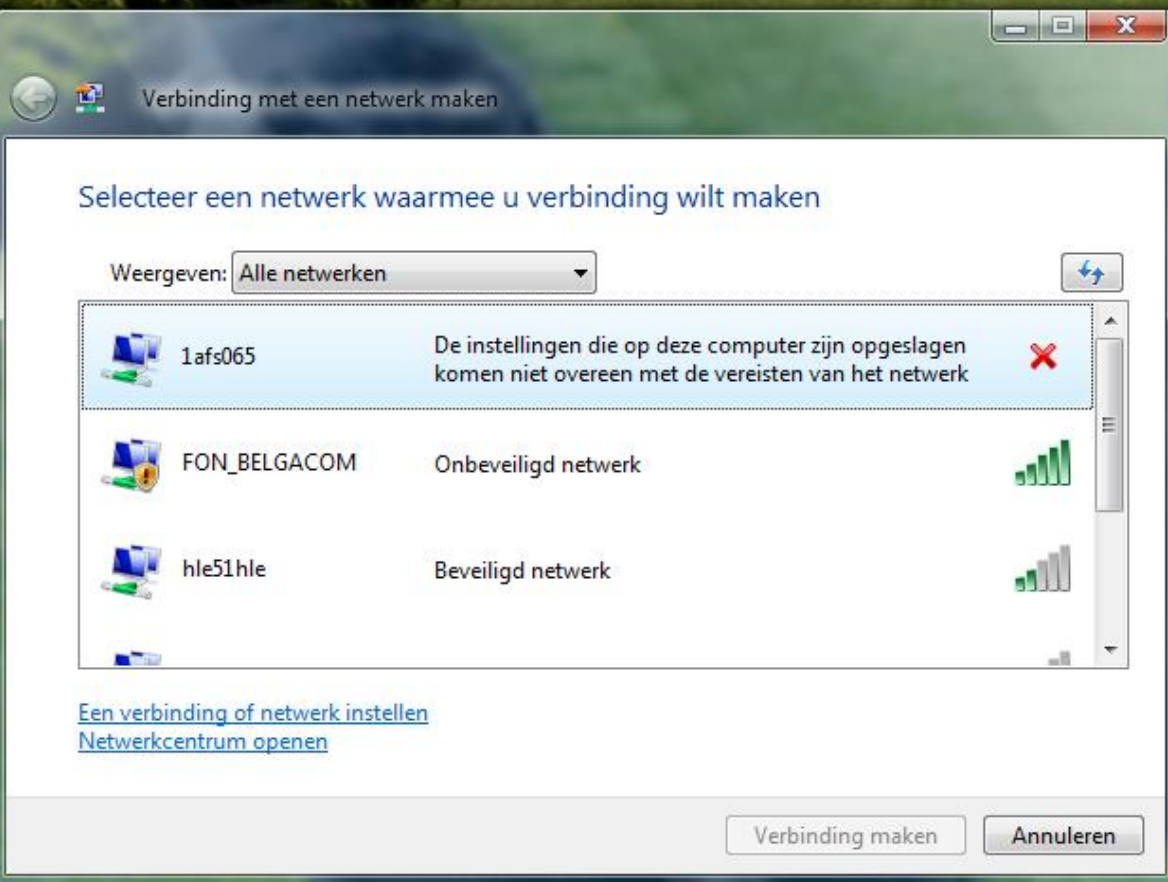 Verbinding met een netwerk maken
Selecteer een netwerk waarmee u verbinding wilt maken
Weergeven: Alle netwerken
1afs065
De instellingen die op deze computer zijn opgeslagen
komen niet overeen met de vereisten van het netwerk
FON_BELGACOM Onbeveiligd netwerk
hle51hle Beveiligd netwerk
Een verbinding of netwerk instellen
Netwerkcentrum openen
Verbinding maken Annuleren